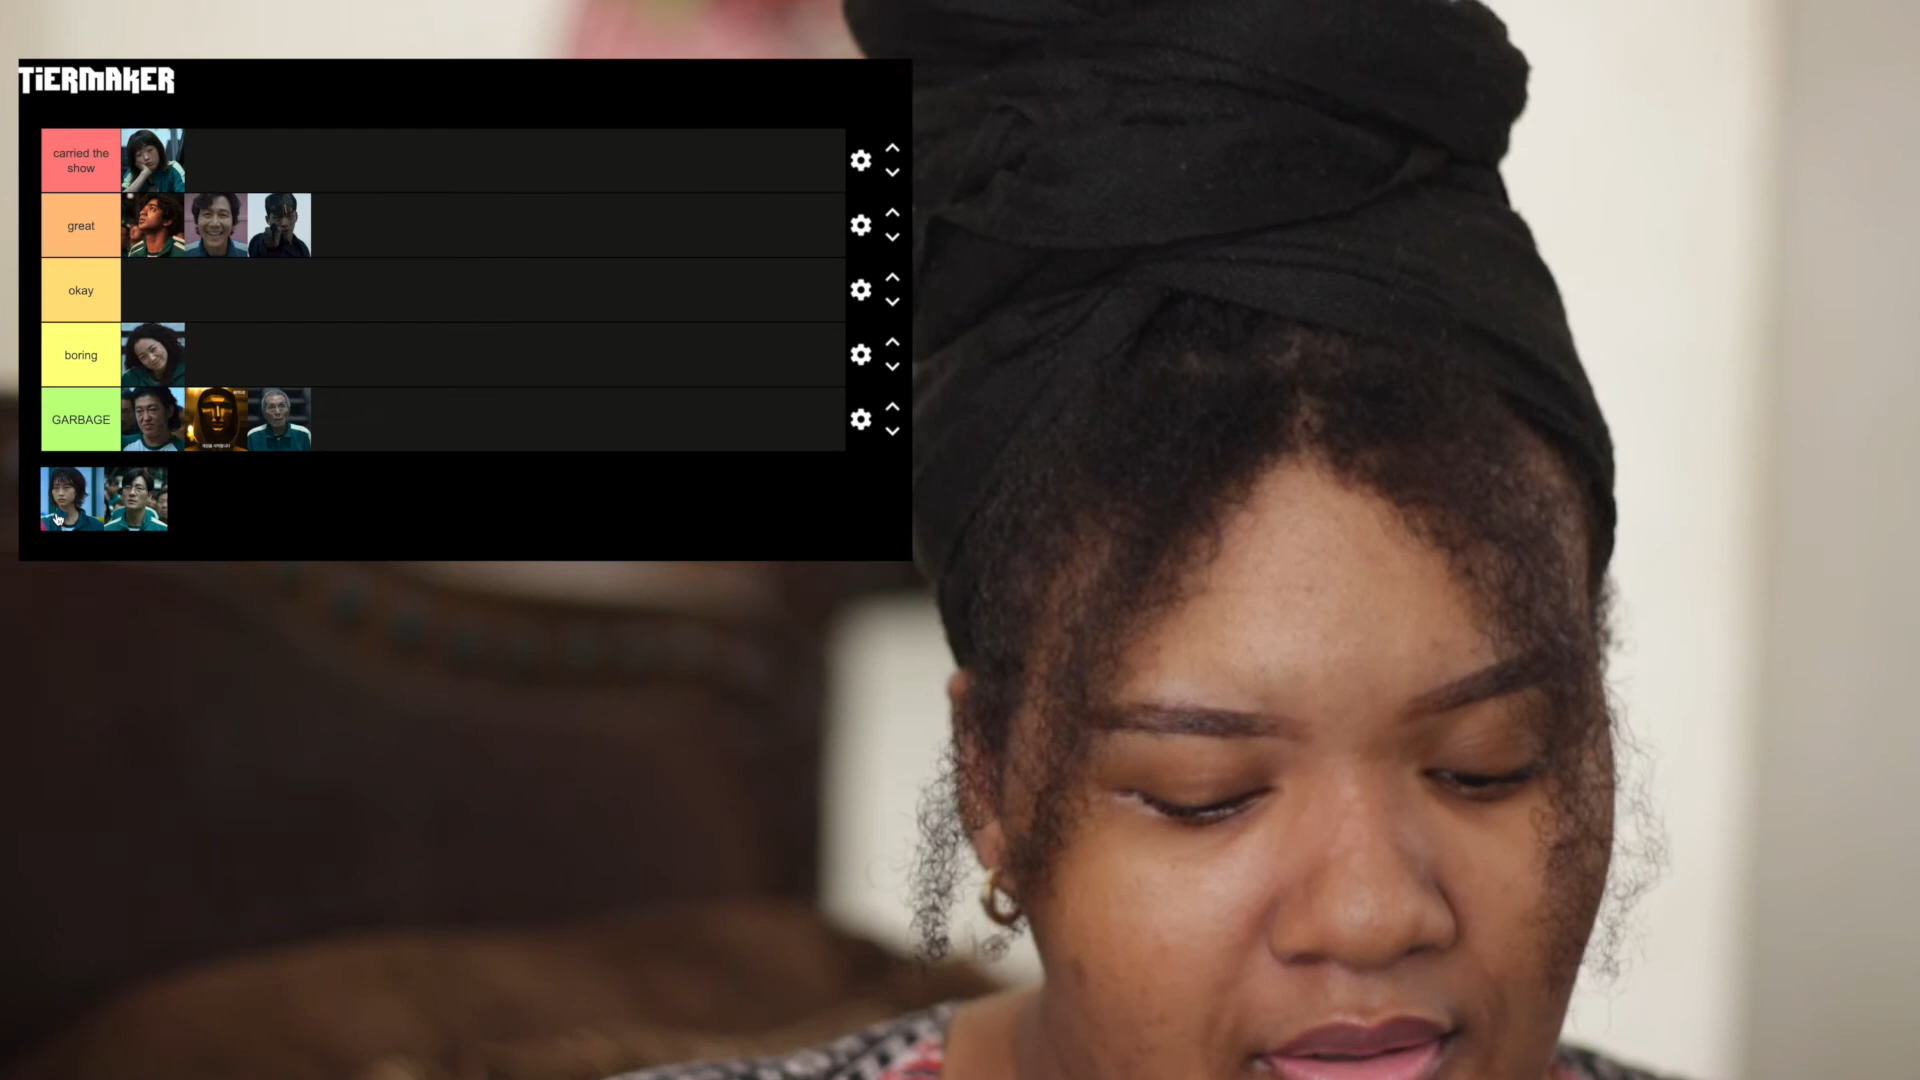 TiERMAKER
carried the
show
great
okay
boring
GARBAGE